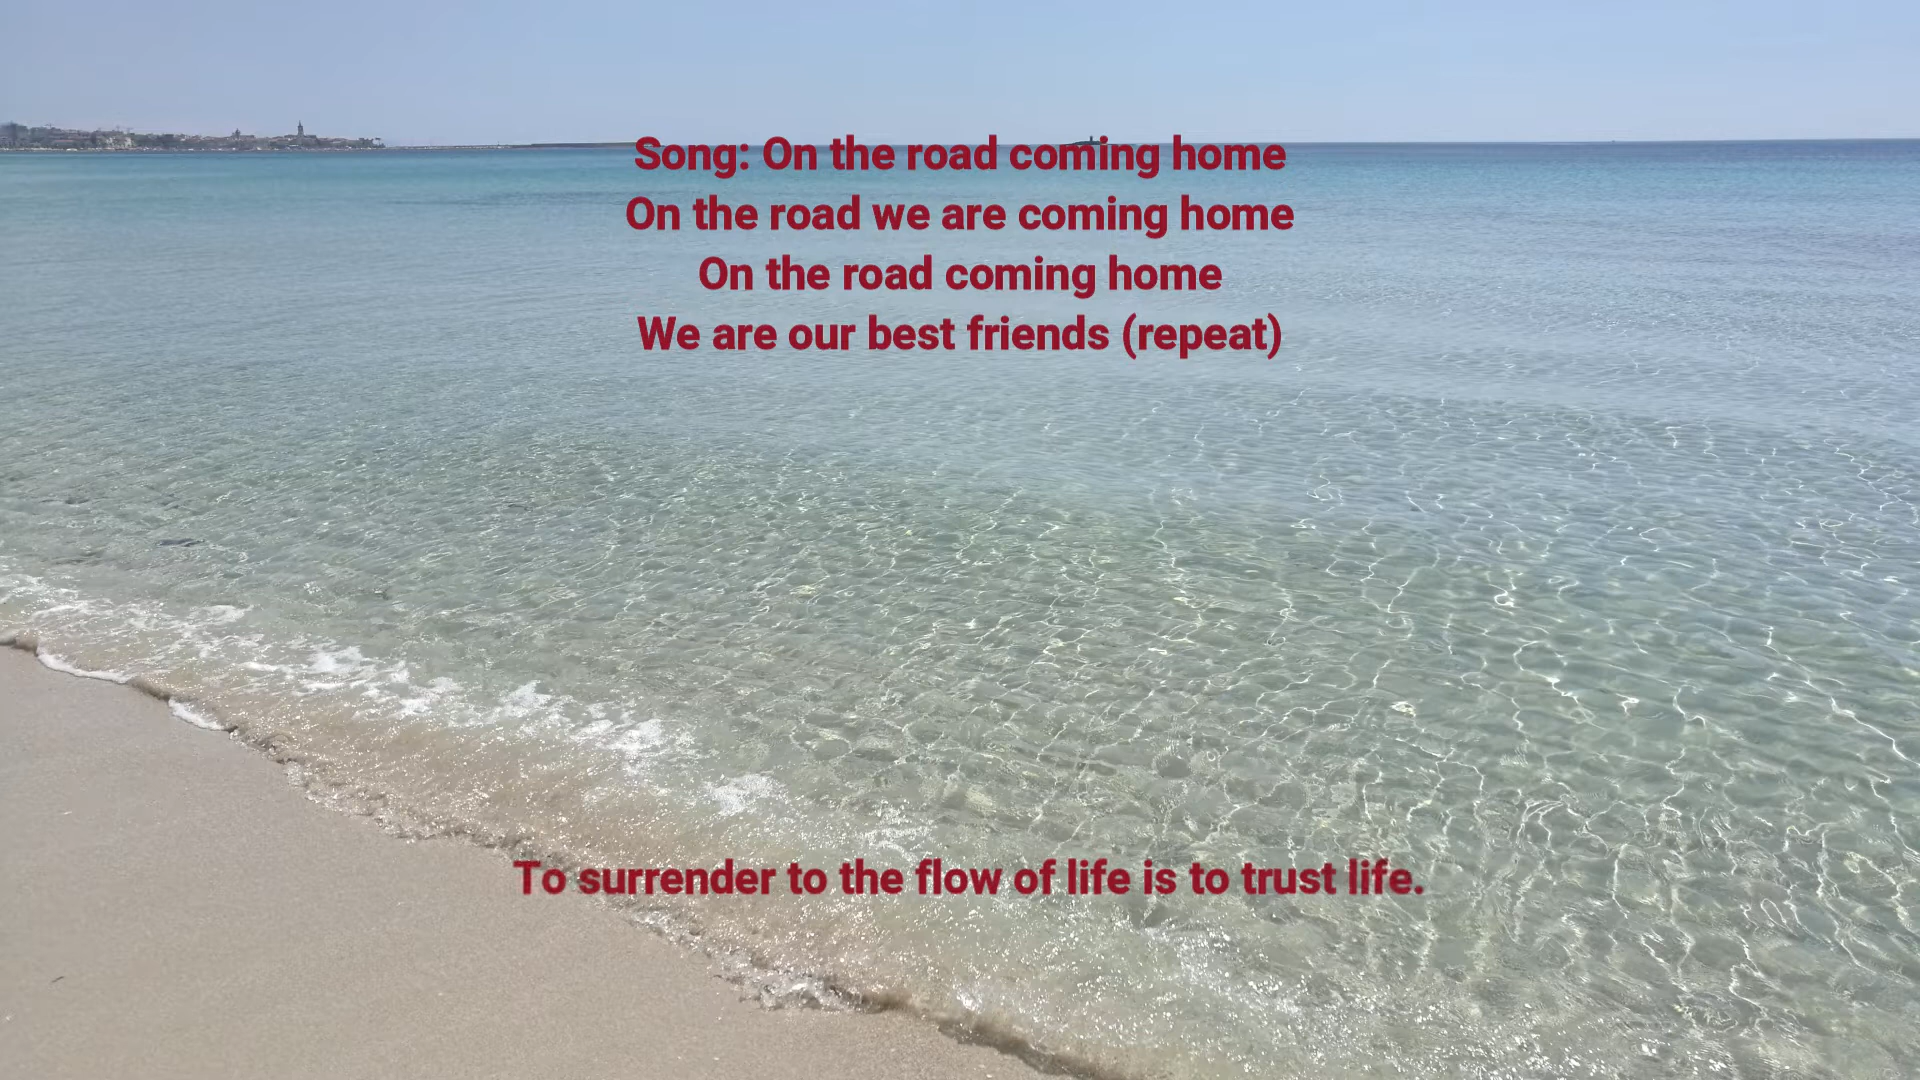 Song: On the road coming home
On the road we are coming home
On the road coming home
We are our best friends (repeat)
To surrender to the flow of life is to trust life.